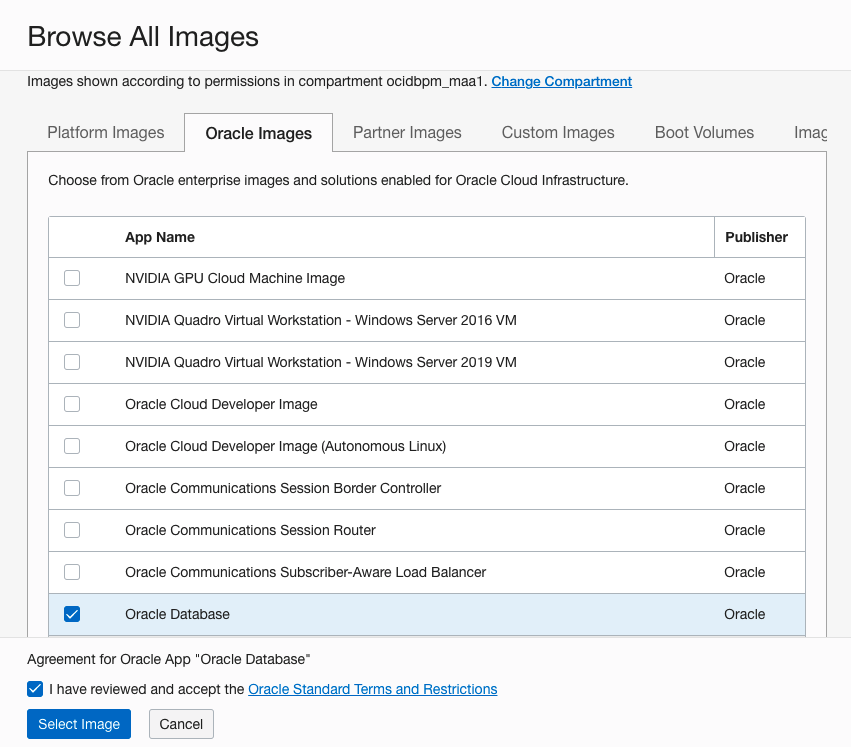 Browse All Images
Images shown according to permissions in compartment ocidbpm_maa1. Change Compartment
Platform Images Oracle Images Partner Images Custom Images Boot Volumes
Choose from Oracle enterprise images and solutions enabled for Oracle Cloud Infrastructure.
App Name Publisher
NVIDIA GPU Cloud Machine Image Oracle
NVIDIA Quadro Virtual Workstation - Windows Server 2016 VM Oracle
NVIDIA Quadro Virtual Workstation - Windows Server 2019 VM Oracle
Oracle Cloud Developer Image Oracle
Oracle Cloud Developer Image (Autonomous Linux) Oracle
Oracle Communications Session Border Controller Oracle
Oracle Communications Session Router Oracle
Oracle Communications Subscriber-Aware Load Balancer Oracle
Oracle Database Oracle
Agreement for Oracle App "Oracle Database"
I have reviewed and accept the Oracle Standard Terms and Restrictions
Select Image Cancel